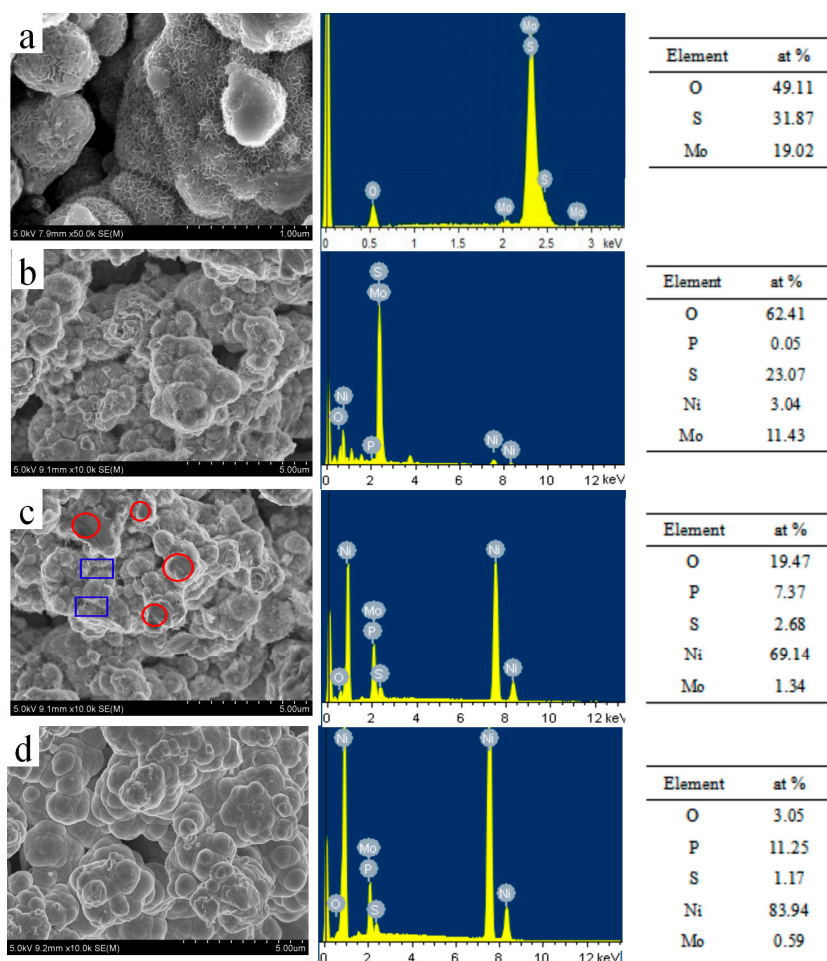 a
5.0kV 7.9mm x50.0k SE(M) 1.00um
Mo
S
O
Mo
S
Mo
0 0.5 1 1.5 2 2.5 3 keV
Element at %
O 49.11
S 31.87
Mo 19.02
b
5.0kV 9.1mm x10.0k SE(M) 5.00um
S
Mo
Ni
O
P
Ni
Ni
0 2 4 6 8 10 12 keV
Element at %
O 62.41
P 0.05
S 23.07
Ni 3.04
Mo 11.43
c
5.0kV 9.1mm x10.0k SE(M) 5.00um
Ni
Ni
Mo
P
O
S
Ni
0 2 4 6 8 10 12 keV
Element at %
O 19.47
P 7.37
S 2.68
Ni 69.14
Mo 1.34
d
5.0kV 9.2mm x10.0k SE(M) 5.00um
Ni
Ni
Mo
P
O
S
Ni
0 2 4 6 8 10 12 keV
Element at %
O 3.05
P 11.25
S 1.17
Ni 83.94
Mo 0.59